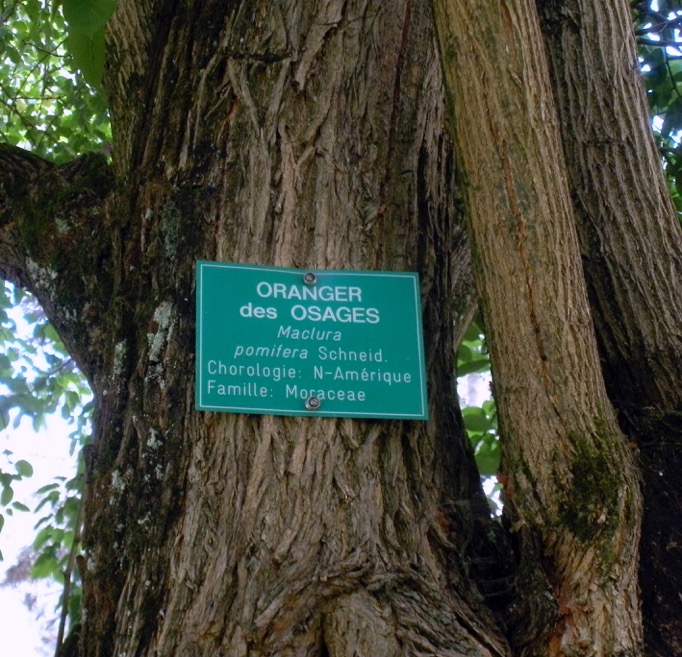 ORANGER
des OSAGES
Maclura
pomifera Schneid.
Chorologie: N-Amérique
Famille: Moraceae